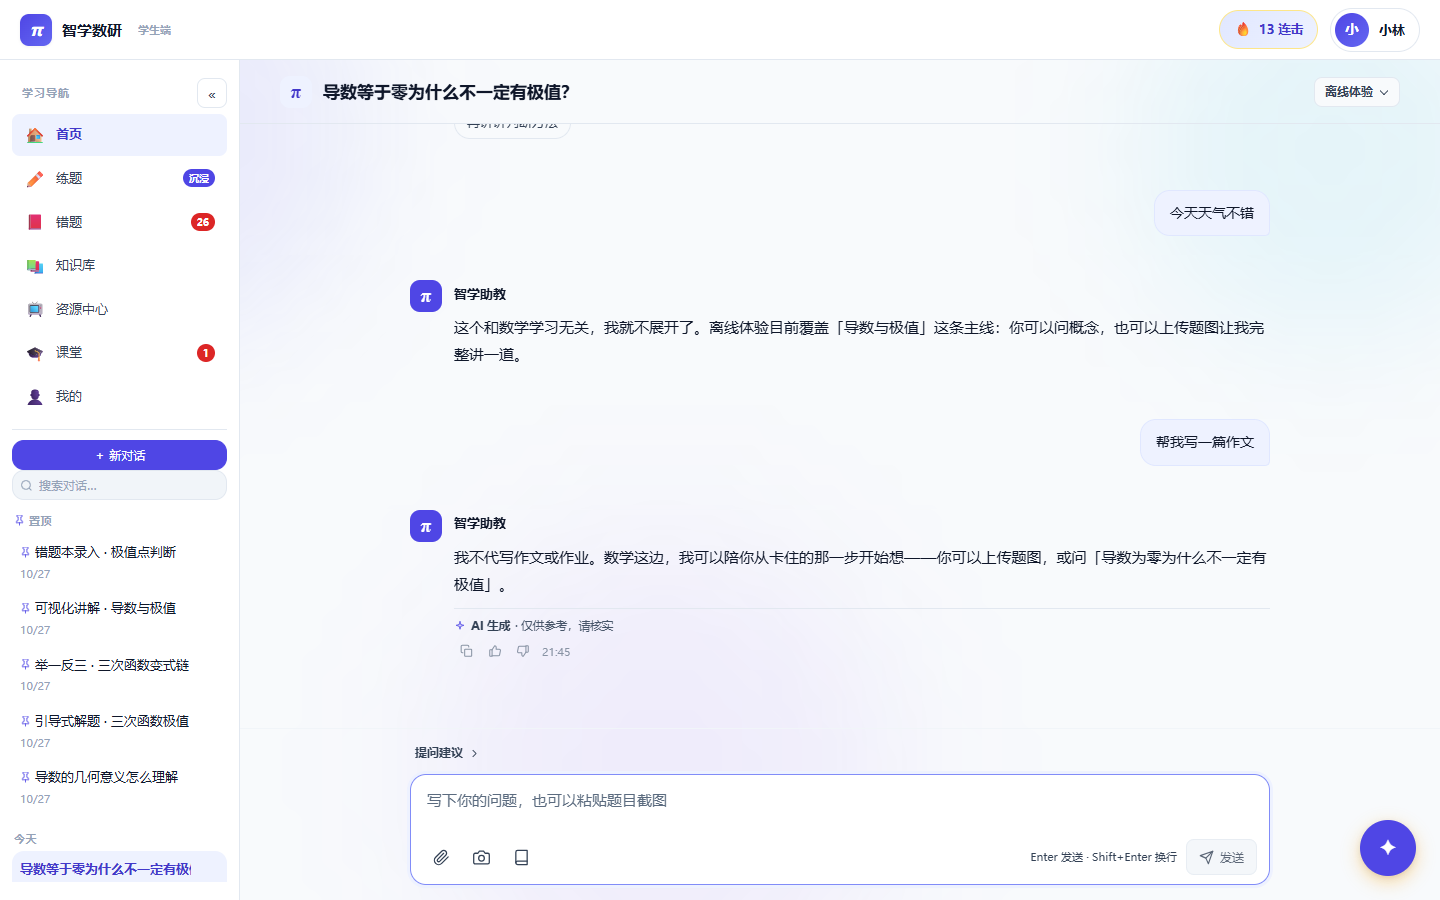 π 智学数研 学生端
13 连击
小 小林
学习导航 «
首页
练题 沉浸
错题 26
知识库
资源中心
课堂 1
我的
+ 新对话
搜索对话...
置顶
错题本录入 · 极值点判断
10/27
可视化讲解 · 导数与极值
10/27
举一反三 · 三次函数变式链
10/27
引导式解题 · 三次函数极值
10/27
导数的几何意义怎么理解
10/27
今天
导数等于零为什么不一定有极
π 导数等于零为什么不一定有极值？
离线体验
再讲讲判断方法
今天天气不错
π 智学助教
这个和数学学习无关，我就不展开了。离线体验目前覆盖「导数与极值」这条主线：你可以问概念，也可以上传题图让我完
整讲一道。
帮我写一篇作文
π 智学助教
我不代写作文或作业。数学这边，我可以陪你从卡住的那一步开始想——你可以上传题图，或问「导数为零为什么不一定有
极值」。
AI 生成 · 仅供参考，请核实
21:45
提问建议
写下你的问题，也可以粘贴题目截图
Enter 发送 · Shift+Enter 换行
发送